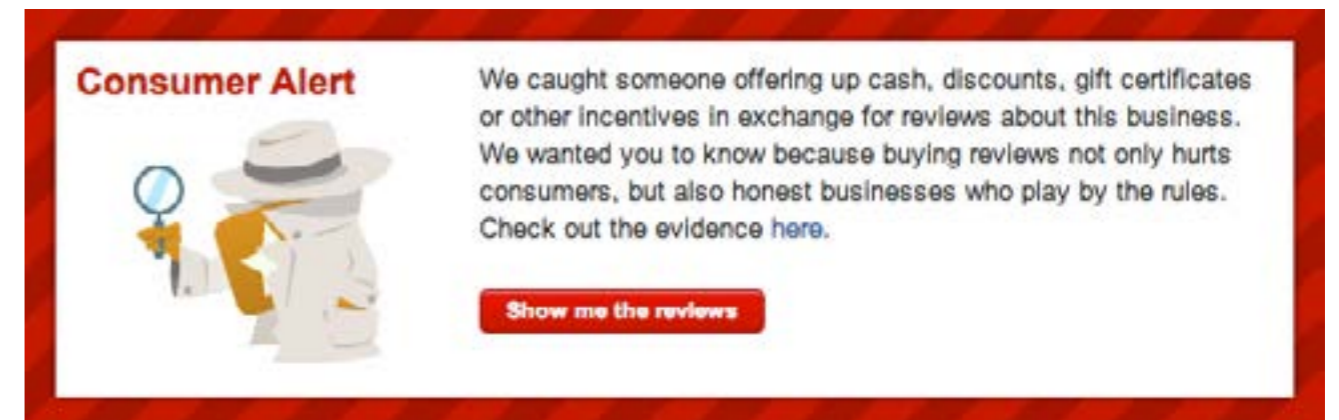 Consumer Alert
We caught someone offering up cash, discounts, gift certificates
or other incentives in exchange for reviews about this business.
We wanted you to know because buying reviews not only hurts
consumers, but also honest businesses who play by the rules.
Check out the evidence here.
Show me the reviews